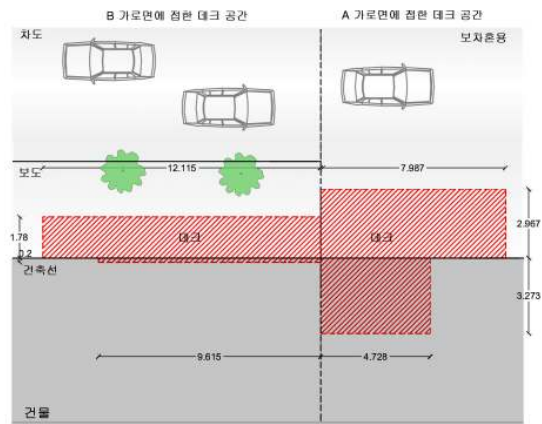 B 가로면에 접한 데크 공간
A 가로면에 접한 데크 공간
차도
보차혼용
12.115
7.987
보도
1.78
데크
데크
2.967
0.2
건축선
3.273
9.615
4.728
건물